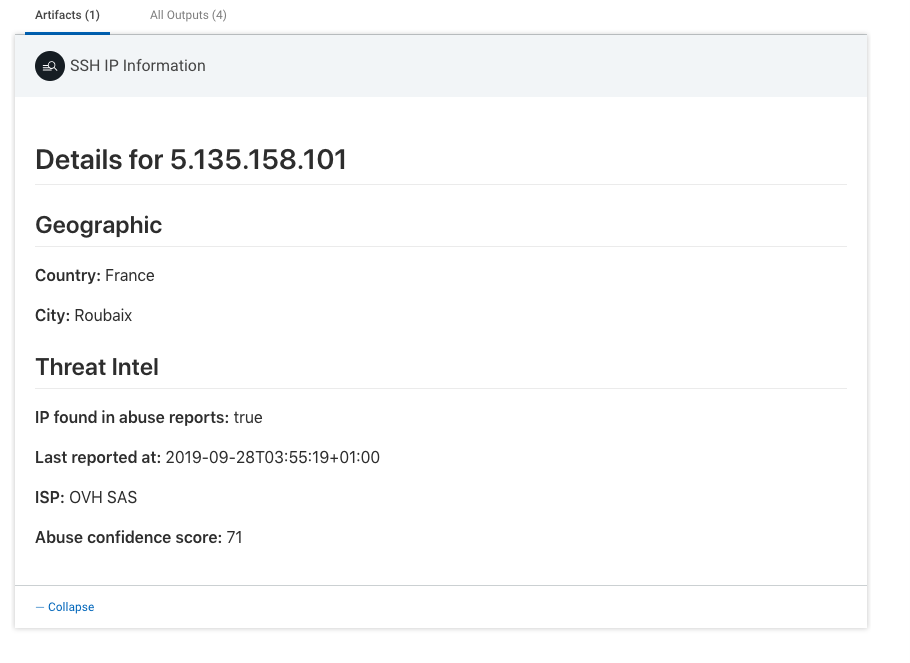 Artifacts (1) All Outputs (4)
SSH IP Information
Details for 5.135.158.101
Geographic
Country: France
City: Roubaix
Threat Intel
IP found in abuse reports: true
Last reported at: 2019-09-28T03:55:19+01:00
ISP: OVH SAS
Abuse confidence score: 71
— Collapse